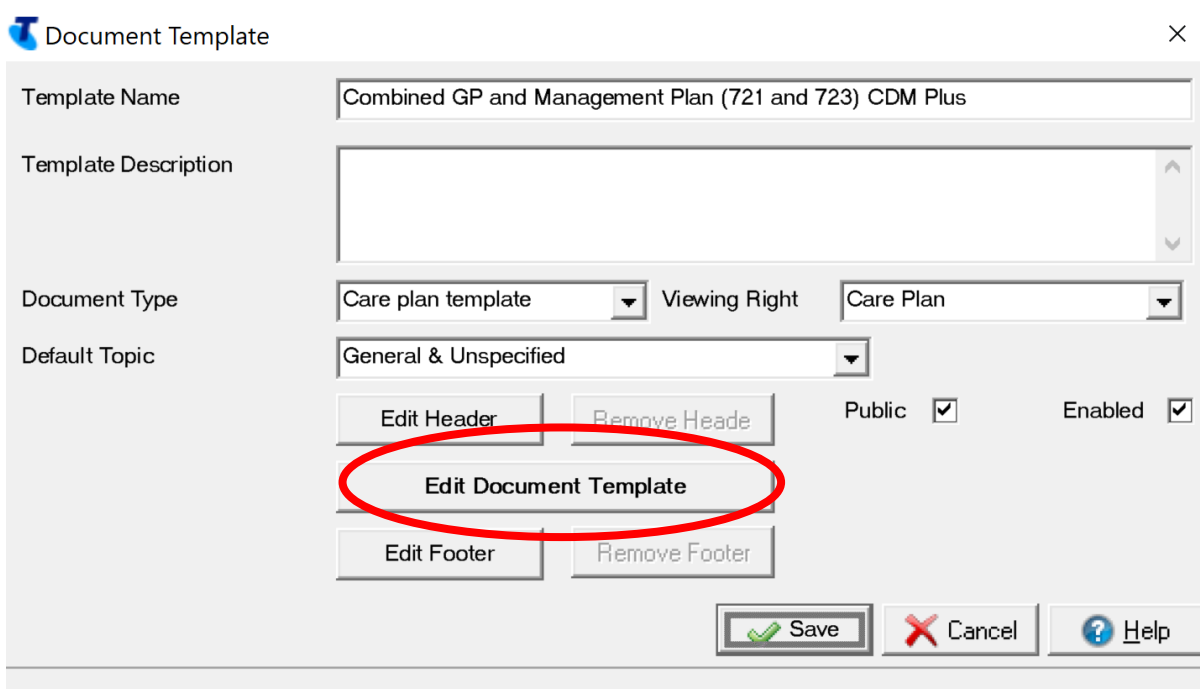 Document Template
Template Name
Combined GP and Management Plan (721 and 723) CDM Plus
Template Description
Document Type
Care plan template
Viewing Right
Care Plan
Default Topic
General & Unspecified
Edit Header
Remove Heade
Public
Enabled
Edit Document Template
Edit Footer
Remove Footer
Save
Cancel
Help